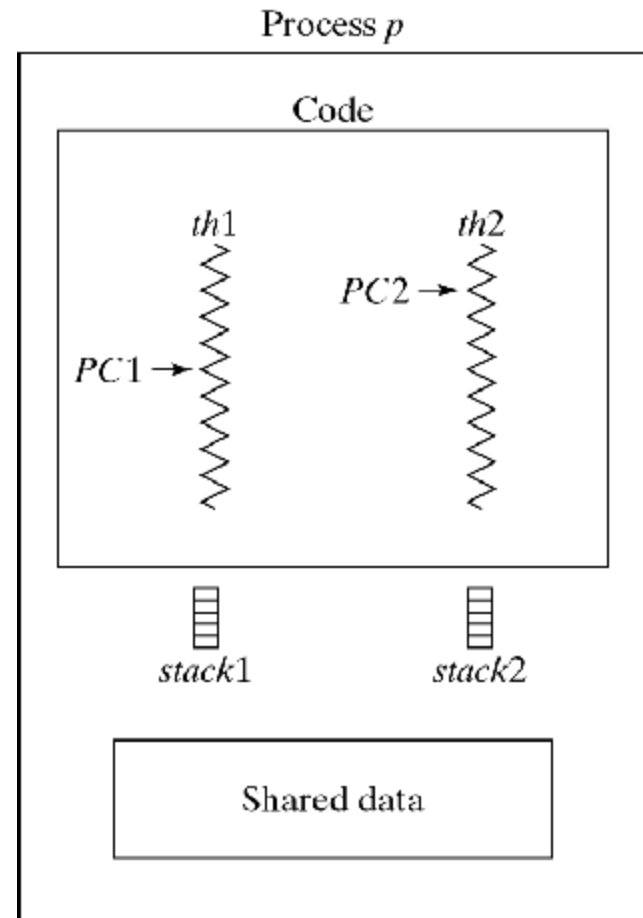 Process p
Code
th1 th2
PC2
PC1
stack1 stack2
Shared data